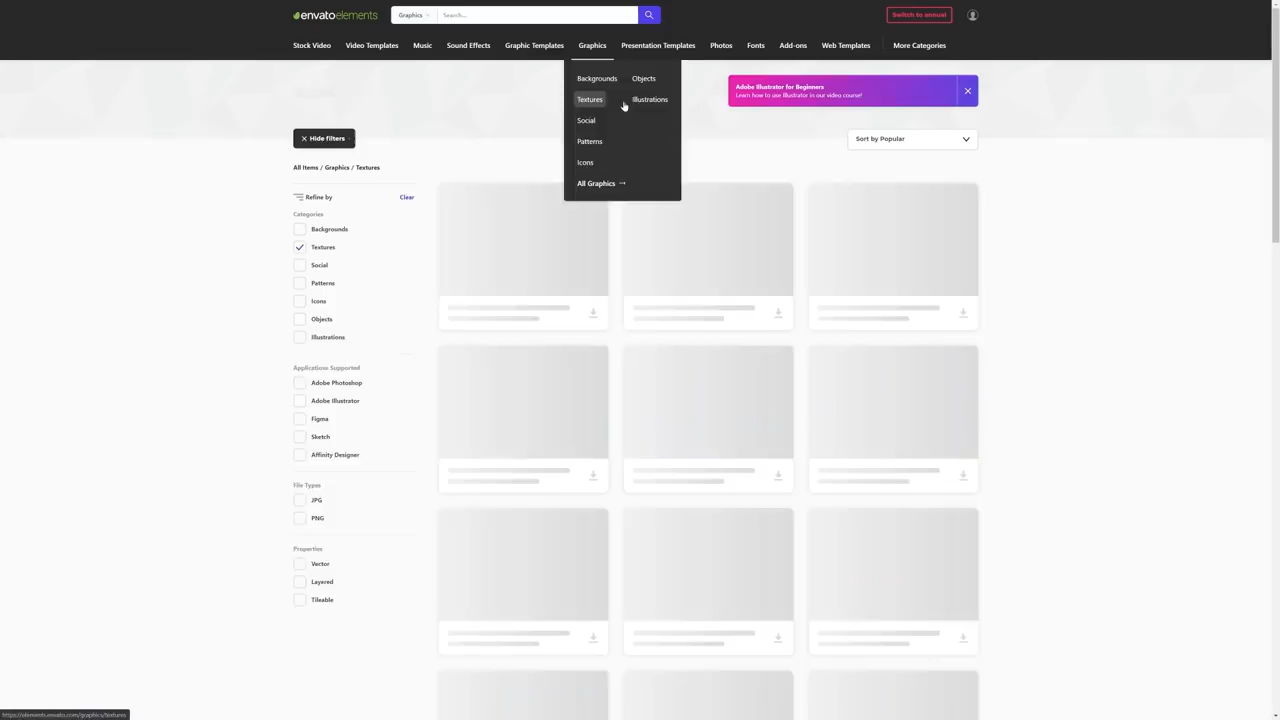 envatoelements
Graphics
Search...
Switch to annual
Stock Video
Video Templates
Music
Sound Effects
Graphic Templates
Graphics
Presentation Templates
Photos
Fonts
Add-ons
Web Templates
More Categories
Backgrounds
Objects
Textures
Illustrations
Social
Patterns
Icons
All Graphics →
Adobe Illustrator for Beginners
Learn how to use Illustrator in our video course!
Hide filters
Sort by Popular
All Items / Graphics / Textures
Refine by
Clear
Categories
Backgrounds
Textures
Social
Patterns
Icons
Objects
Illustrations
Applications Supported
Adobe Photoshop
Adobe Illustrator
Figma
Sketch
Affinity Designer
File Types
JPG
PNG
Properties
Vector
Layered
Tileable
https://elements.envato.com/graphics/textures